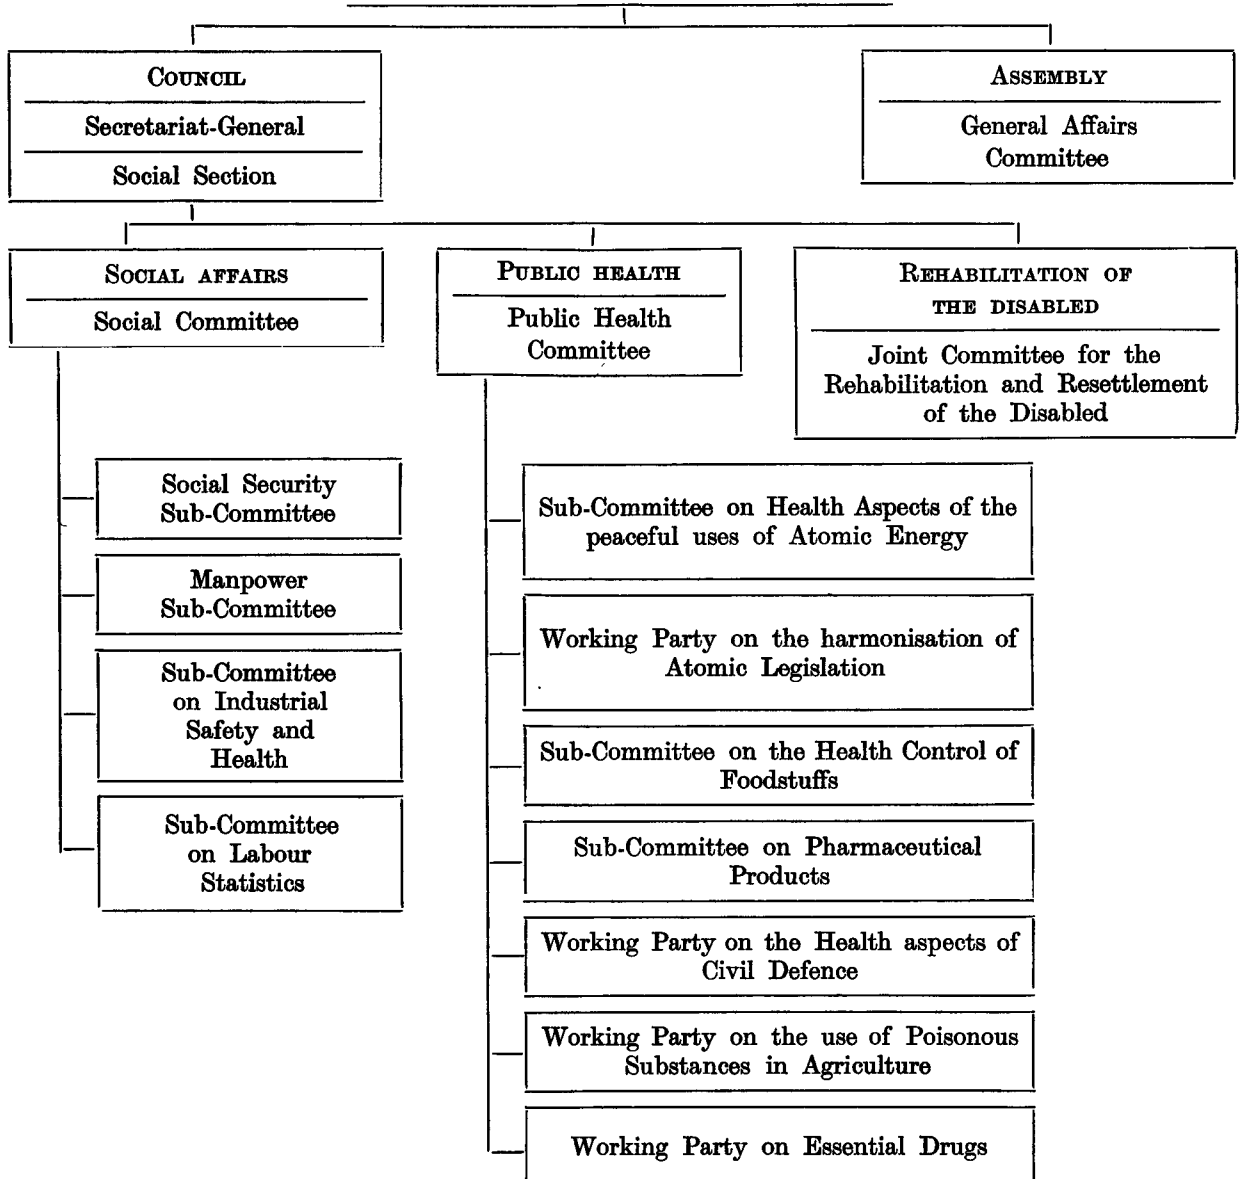 COUNCIL
Secretariat-General
Social Section
ASSEMBLY
General Affairs
Committee
SOCIAL AFFAIRS
Social Committee
PUBLIC HEALTH
Public Health
Committee
REHABILITATION OF
THE DISABLED
Joint Committee for the
Rehabilitation and Resettlement
of the Disabled
Social Security
Sub-Committee
Manpower
Sub-Committee
Sub-Committee
on Industrial
Safety and
Health
Sub-Committee
on Labour
Statistics
Sub-Committee on Health Aspects of the
peaceful uses of Atomic Energy
Working Party on the harmonisation of
Atomic Legislation
Sub-Committee on the Health Control of
Foodstuffs
Sub-Committee on Pharmaceutical
Products
Working Party on the Health aspects of
Civil Defence
Working Party on the use of Poisonous
Substances in Agriculture
Working Party on Essential Drugs